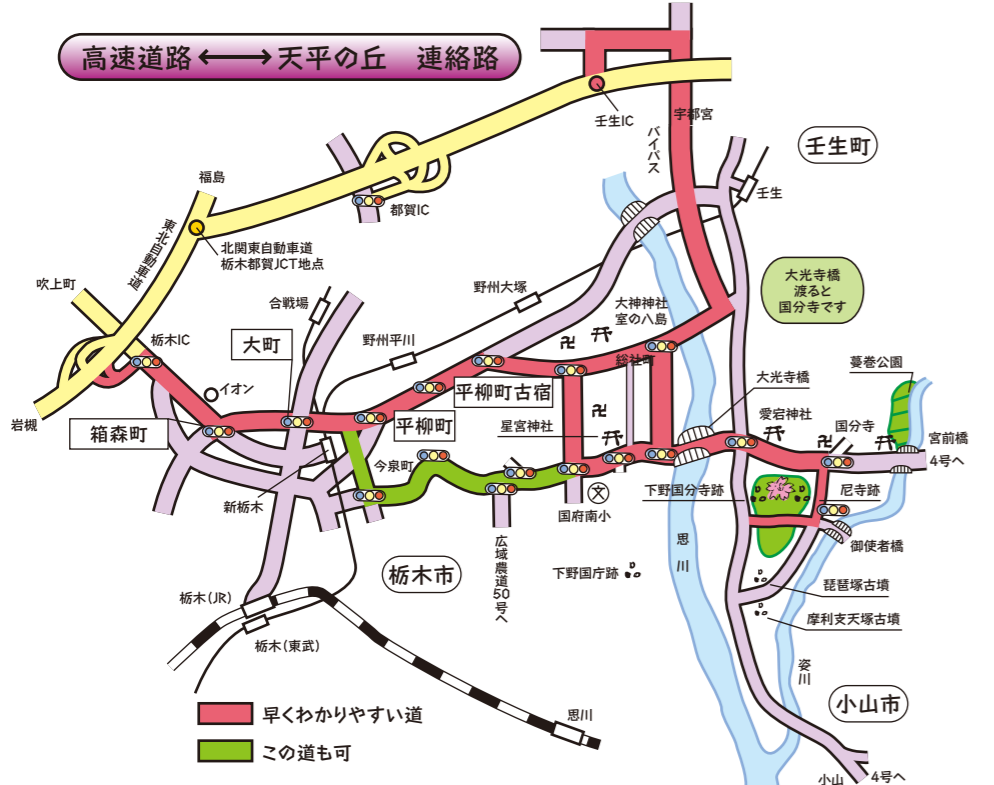 高速道路⟷天平の丘 連絡路
壬生IC
宇都宮
バイパス
壬生町
壬生
福島
都賀IC
東北自動車道
北関東自動車道
栃木都賀JCT地点
吹上町
合戦場
野州大塚
大神神社
室の八島
大光寺橋
渡ると
国分寺です
栃木IC
大町
野州平川
総社町
イオン
平柳町古宿
大光寺橋
蔓巻公園
岩槻
箱森町
平柳町
星宮神社
愛宕神社
国分寺
宮前橋
4号へ
今泉町
新栃木
文
国府南小
下野国分寺跡
尼寺跡
思川
御使者橋
広域農道50号へ
栃木市
下野国庁跡
琵琶塚古墳
摩利支天塚古墳
栃木(JR)
栃木(東武)
姿川
小山市
早くわかりやすい道
思川
この道も可
小山
4号へ